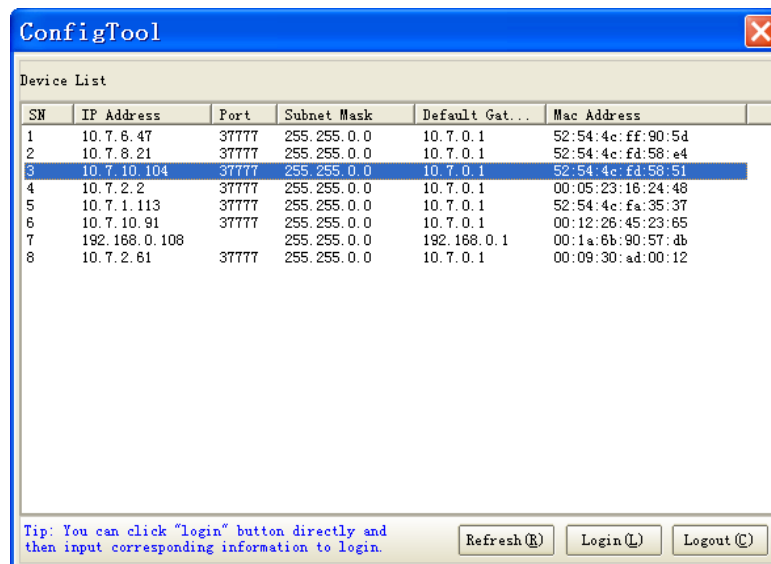 ConfigTool
Device List
SN IP Address Port Subnet Mask Default Gat... Mac Address
1 10.7.6.47 37777 255.255.0.0 10.7.0.1 52:54:4c:ff:90:5d
2 10.7.8.21 37777 255.255.0.0 10.7.0.1 52:54:4c:fd:58:e4
3 10.7.10.104 37777 255.255.0.0 10.7.0.1 52:54:4c:fd:58:51
4 10.7.2.2 37777 255.255.0.0 10.7.0.1 00:05:23:16:24:48
5 10.7.1.113 37777 255.255.0.0 10.7.0.1 52:54:4c:fa:35:37
6 10.7.10.91 37777 255.255.0.0 10.7.0.1 00:12:26:45:23:65
7 192.168.0.108 255.255.0.0 192.168.0.1 00:1a:6b:90:57:db
8 10.7.2.61 37777 255.255.0.0 10.7.0.1 00:09:30:ad:00:12
Tip: You can click "login" button directly and
then input corresponding information to login.
Refresh(R) Login(L) Logout(C)